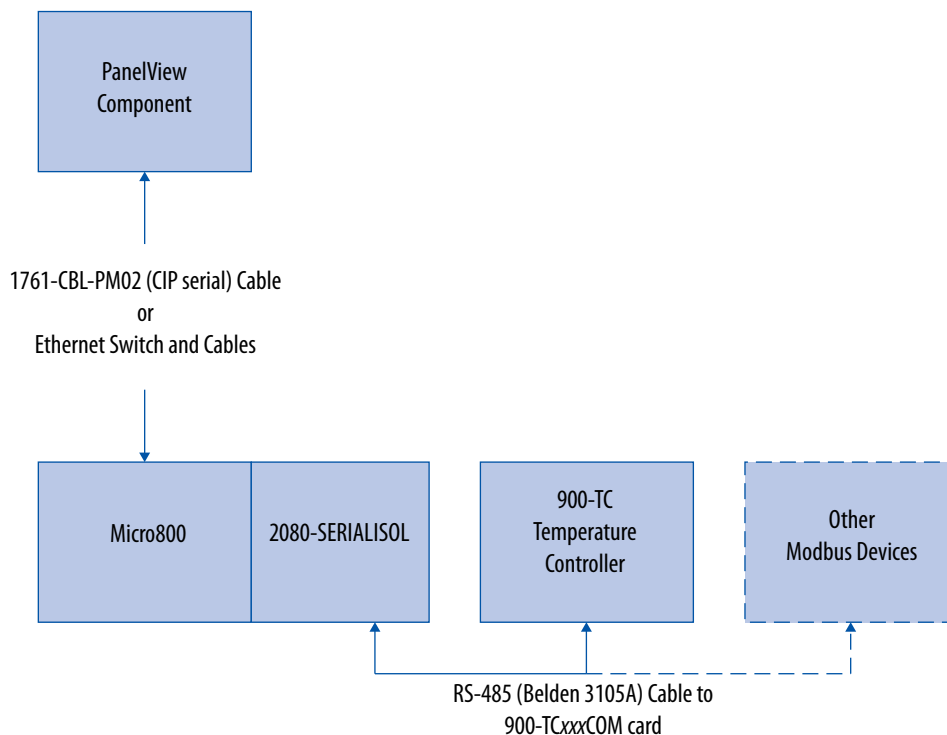 PanelView
Component
1761-CBL-PM02 (CIP serial) Cable
or
Ethernet Switch and Cables
Micro800
2080-SERIALISOL
900-TC
Temperature
Controller
Other
Modbus Devices
RS-485 (Belden 3105A) Cable to
900-TCxxxCOM card